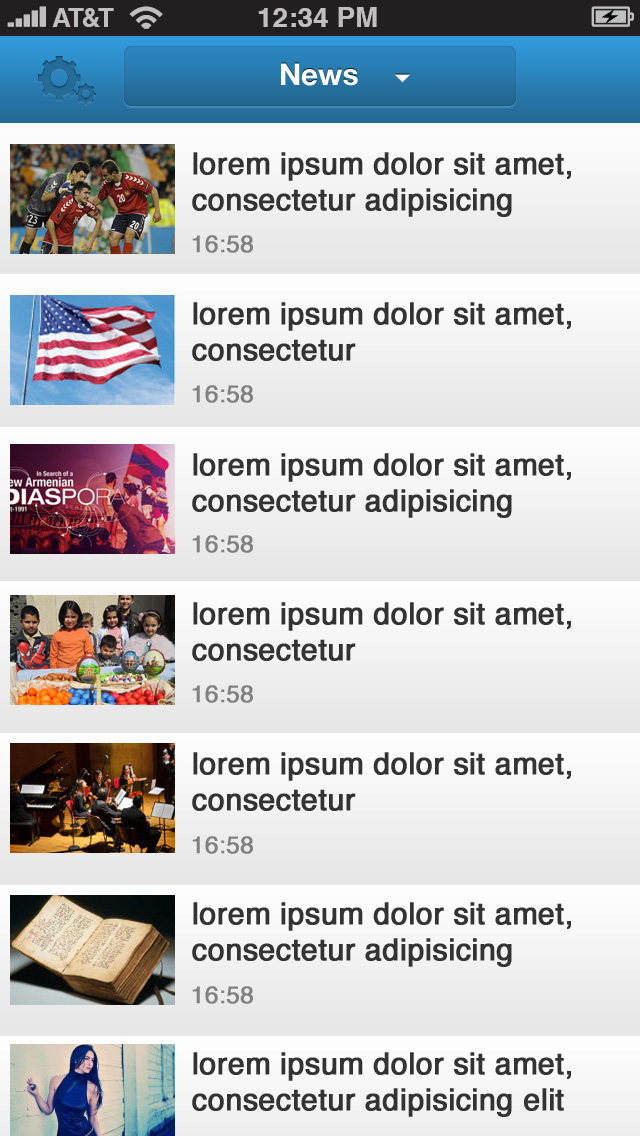 AT&T 12:34 PM
News
lorem ipsum dolor sit amet,
consectetur adipisicing
16:58
23
20
20
lorem ipsum dolor sit amet,
consectetur
16:58
In Search of a
ew Armenian
DIASPORA
-1991
lorem ipsum dolor sit amet,
consectetur adipisicing
16:58
lorem ipsum dolor sit amet,
consectetur
16:58
lorem ipsum dolor sit amet,
consectetur
16:58
lorem ipsum dolor sit amet,
consectetur adipisicing
16:58
lorem ipsum dolor sit amet,
consectetur adipisicing elit